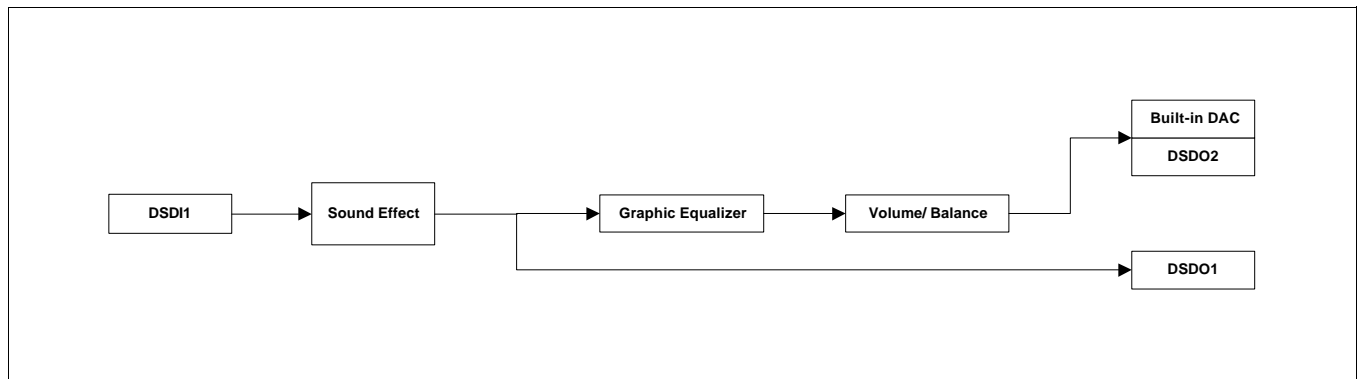 Built-in DAC
DSDO2
DSDI1
Sound Effect
Graphic Equalizer
Volume/ Balance
DSDO1